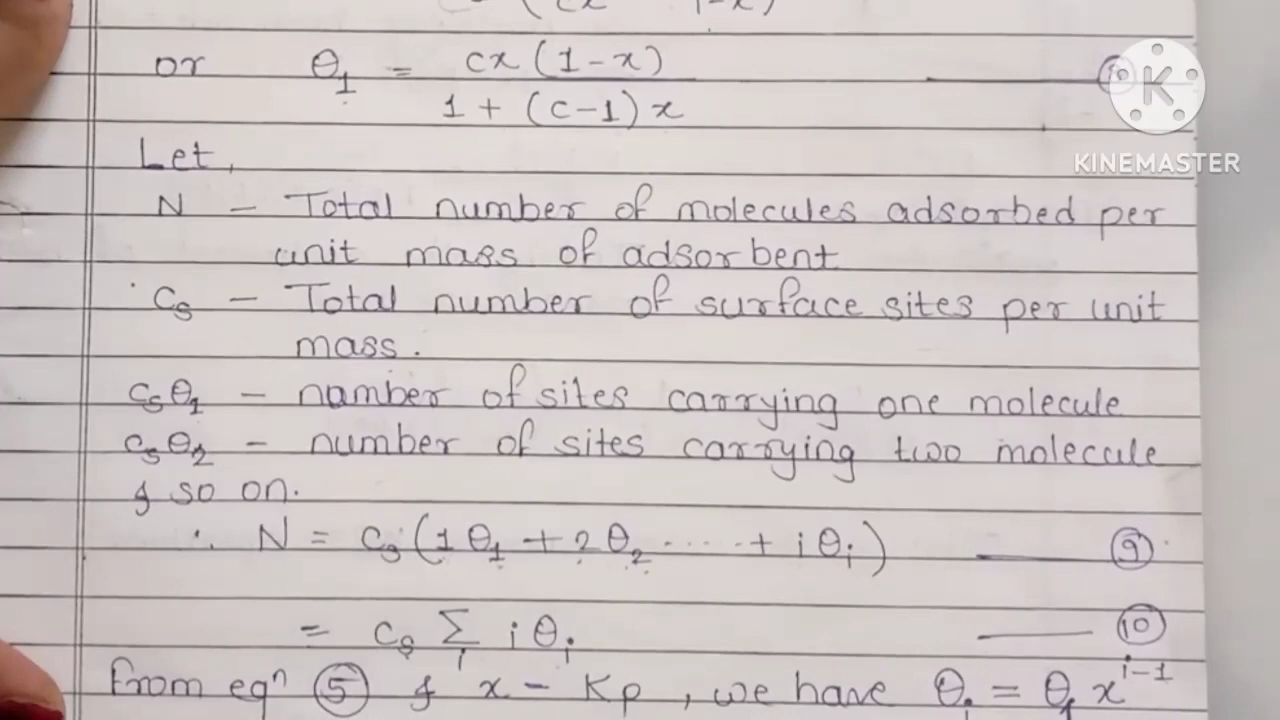 or θ₁ = cx(1-x) / 1+(c-1)x
KINEMASTER
Let,
N - Total number of molecules adsorbed per
unit mass of adsorbent
Cs - Total number of surface sites per unit
mass.
csθ₁ - number of sites carrying one molecule
csθ₂ - number of sites carrying two molecule
& so on.
∴ N = cs(1θ₁ + 2θ₂ ..... + iθᵢ) — ⑨
= cs Σᵢ iθᵢ — ⑩
From eqⁿ ⑤ & x - Kp, we have θᵢ = θ₁xⁱ⁻¹